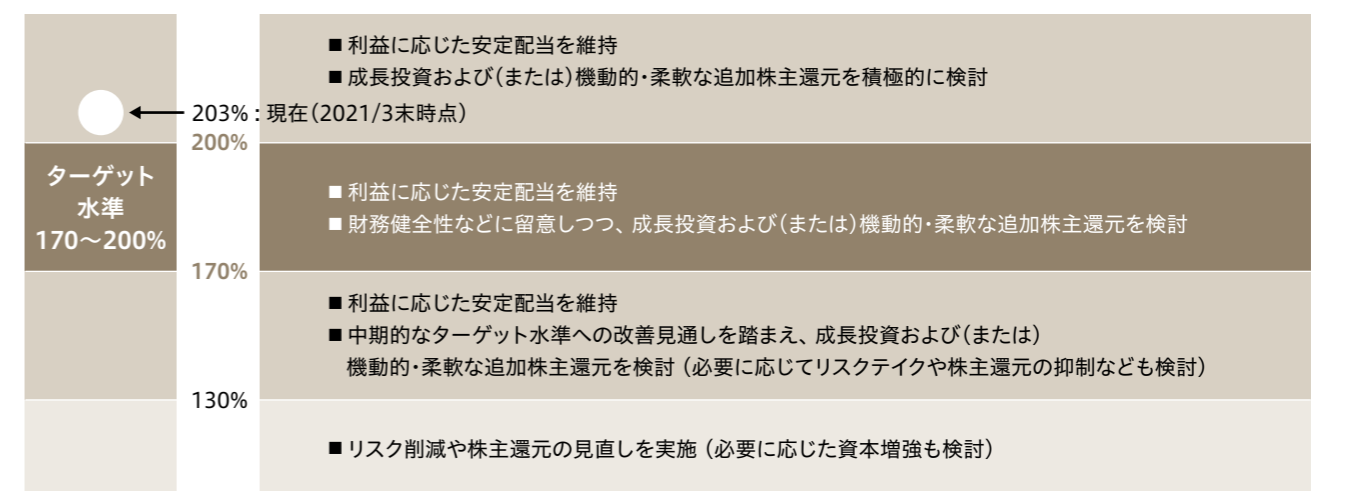 ■ 利益に応じた安定配当を維持
■ 成長投資および(または)機動的・柔軟な追加株主還元を積極的に検討
203%：現在(2021/3末時点)
200%
ターゲット
水準
170～200%
■ 利益に応じた安定配当を維持
■ 財務健全性などに留意しつつ、成長投資および(または)機動的・柔軟な追加株主還元を検討
170%
■ 利益に応じた安定配当を維持
■ 中期的なターゲット水準への改善見通しを踏まえ、成長投資および(または)
機動的・柔軟な追加株主還元を検討（必要に応じてリスクテイクや株主還元の抑制なども検討）
130%
■ リスク削減や株主還元の見直しを実施（必要に応じた資本増強も検討）